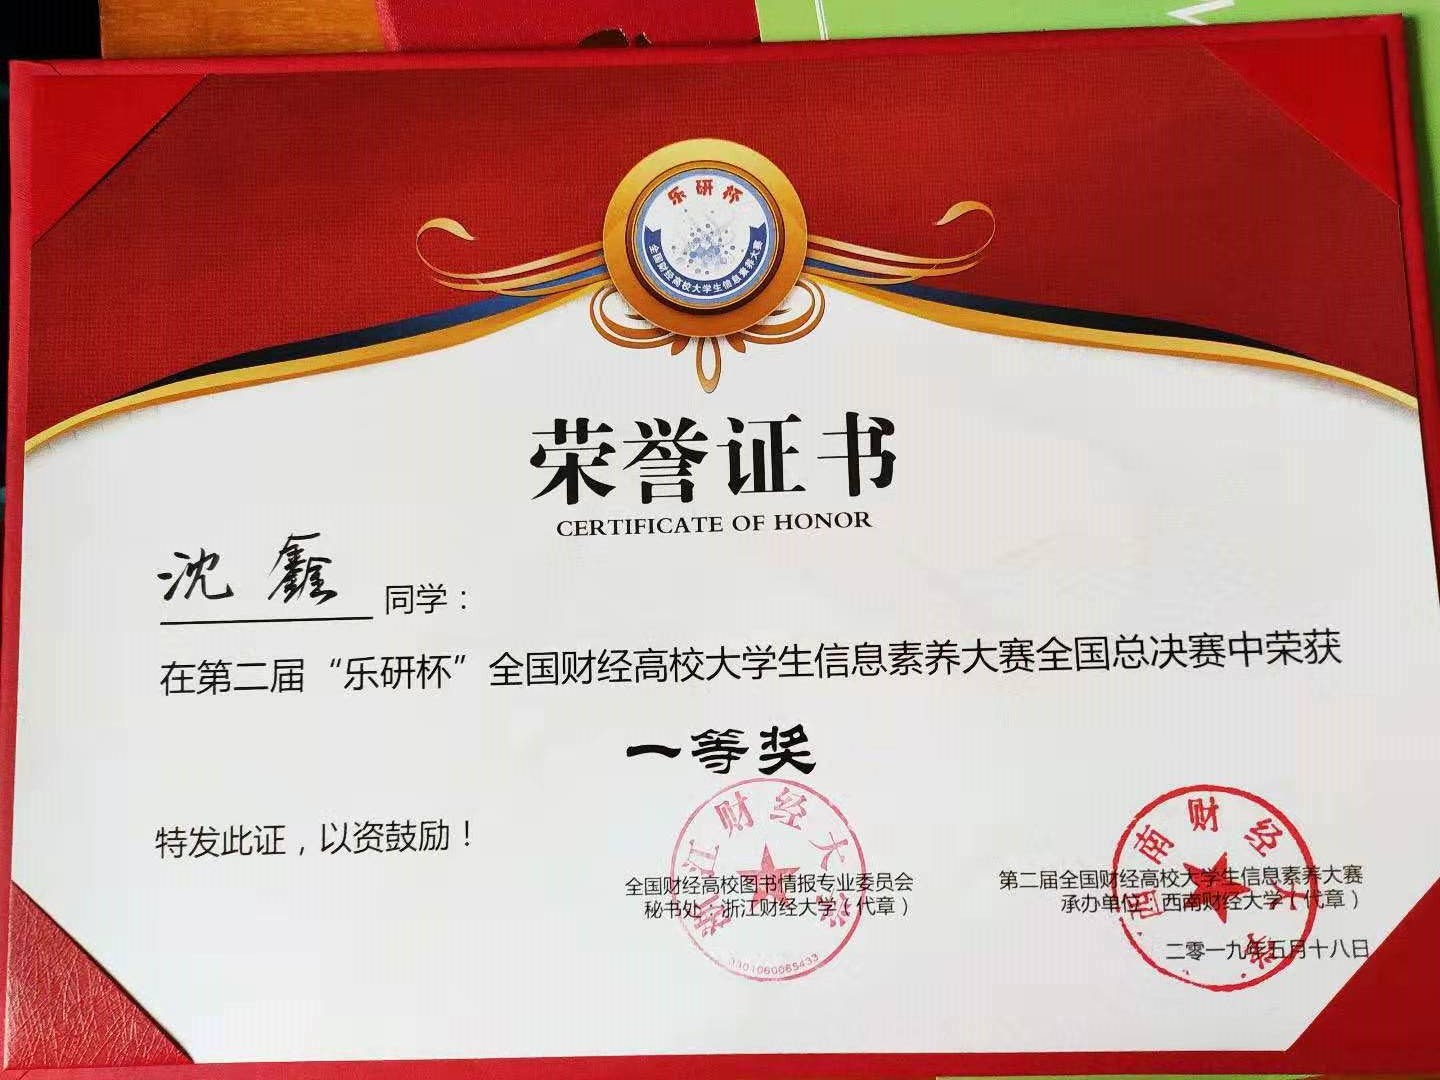 乐研杯
全国财经高校大学生信息素养大赛
荣誉证书
CERTIFICATE OF HONOR
沈鑫 同学：
在第二届“乐研杯”全国财经高校大学生信息素养大赛全国总决赛中荣获
一等奖
特发此证，以资鼓励！
浙江财经大学
全国财经高校图书情报专业委员会
秘书处：浙江财经大学（代章）
3301060065433
西南财经大学
第二届全国财经高校大学生信息素养大赛
承办单位：西南财经大学（代章）
二零一九年五月十八日